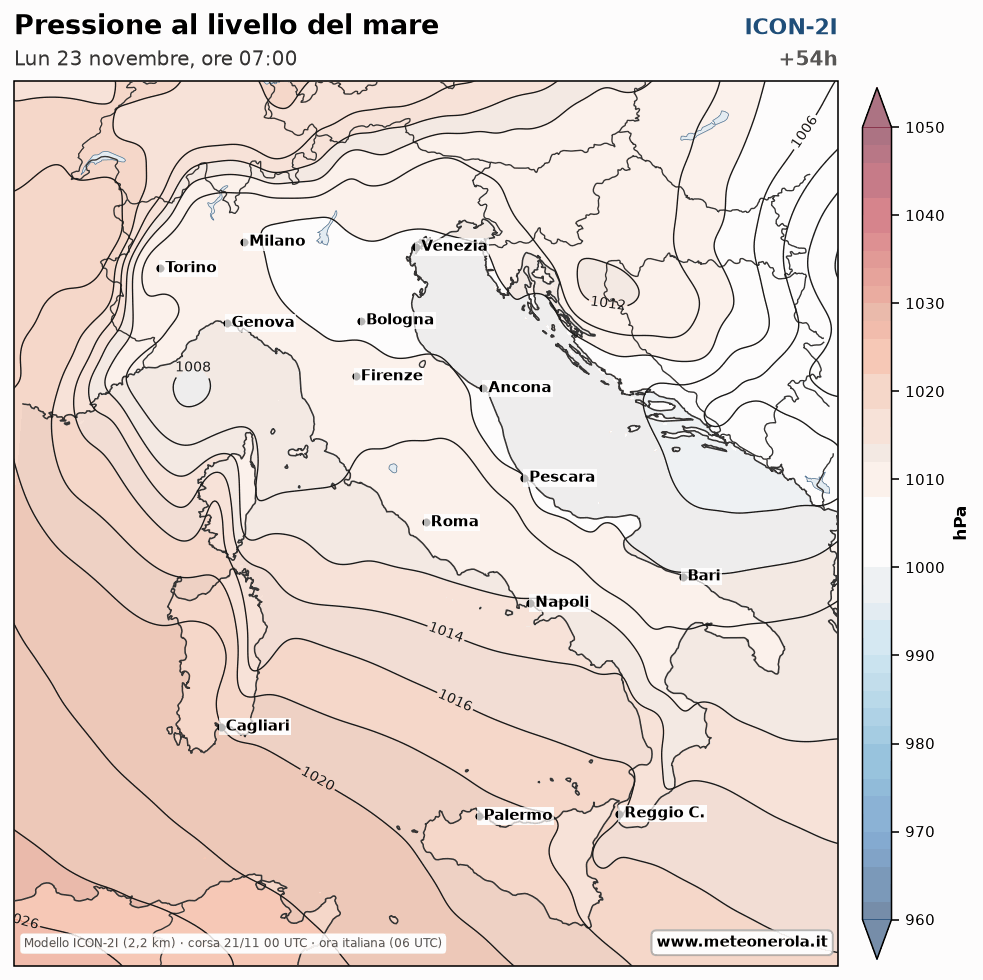 Pressione al livello del mare
ICON-2I
Lun 23 novembre, ore 07:00
+54h
1006
1050
1040
1030
1020
1010
1000
990
980
970
960
hPa
Milano
Venezia
Torino
1012
Genova
Bologna
1008
Firenze
Ancona
Pescara
Roma
Bari
Napoli
1014
1016
Cagliari
1020
Palermo
Reggio C.
026
Modello ICON-2I (2,2 km) · corsa 21/11 00 UTC · ora italiana (06 UTC)
www.meteonerola.it